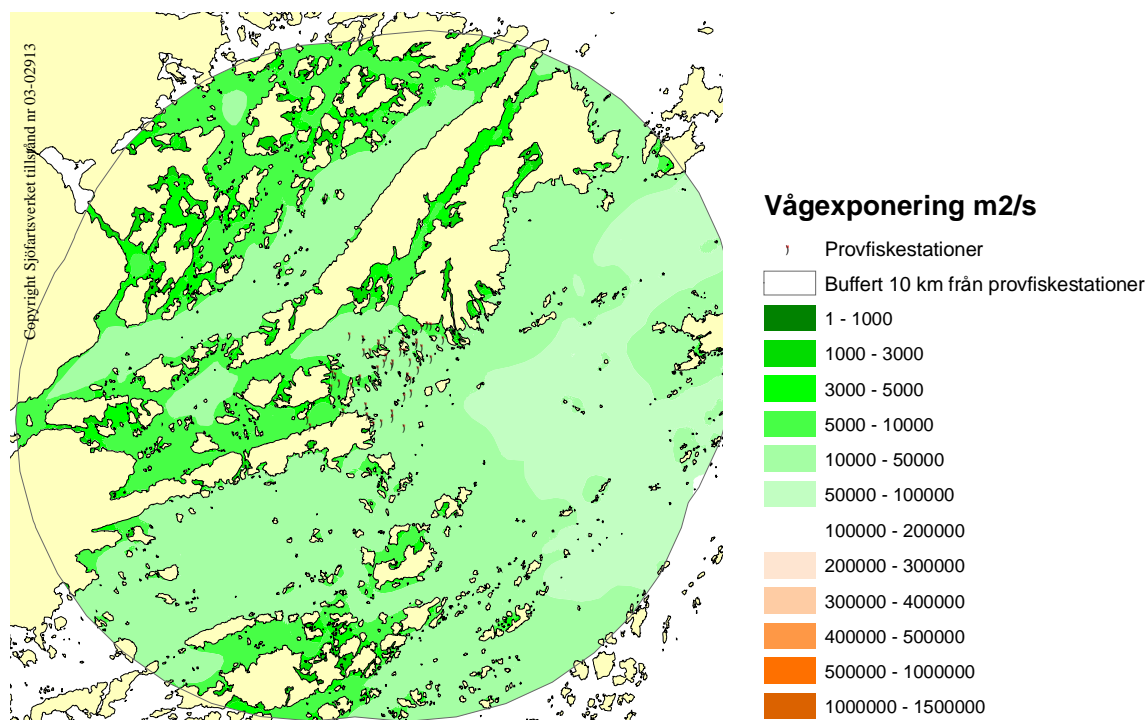 Copyright Sjöfartsverket tillstånd nr 03-02913
Vågexponering m2/s
Provfiskestationer
Buffert 10 km från provfiskestationer
1 - 1000
1000 - 3000
3000 - 5000
5000 - 10000
10000 - 50000
50000 - 100000
100000 - 200000
200000 - 300000
300000 - 400000
400000 - 500000
500000 - 1000000
1000000 - 1500000